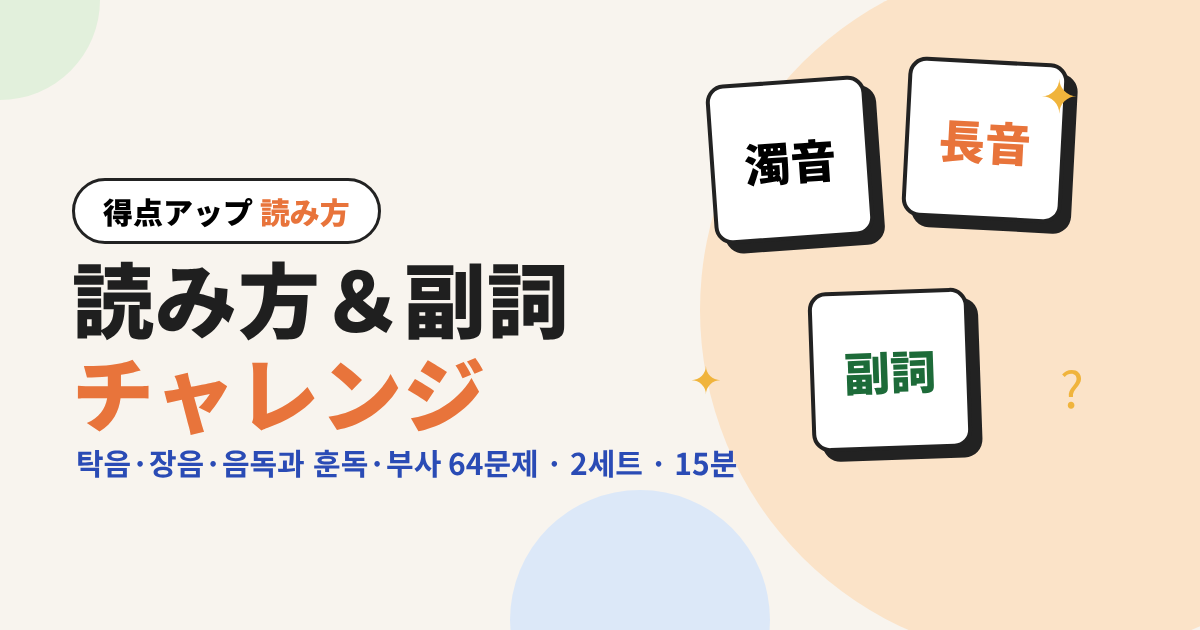 得点アップ 読み方
読み方&副詞
チャレンジ
탁음·장음·음독과 훈독·부사 64문제 · 2세트 · 15분
濁音
長音
副詞
?